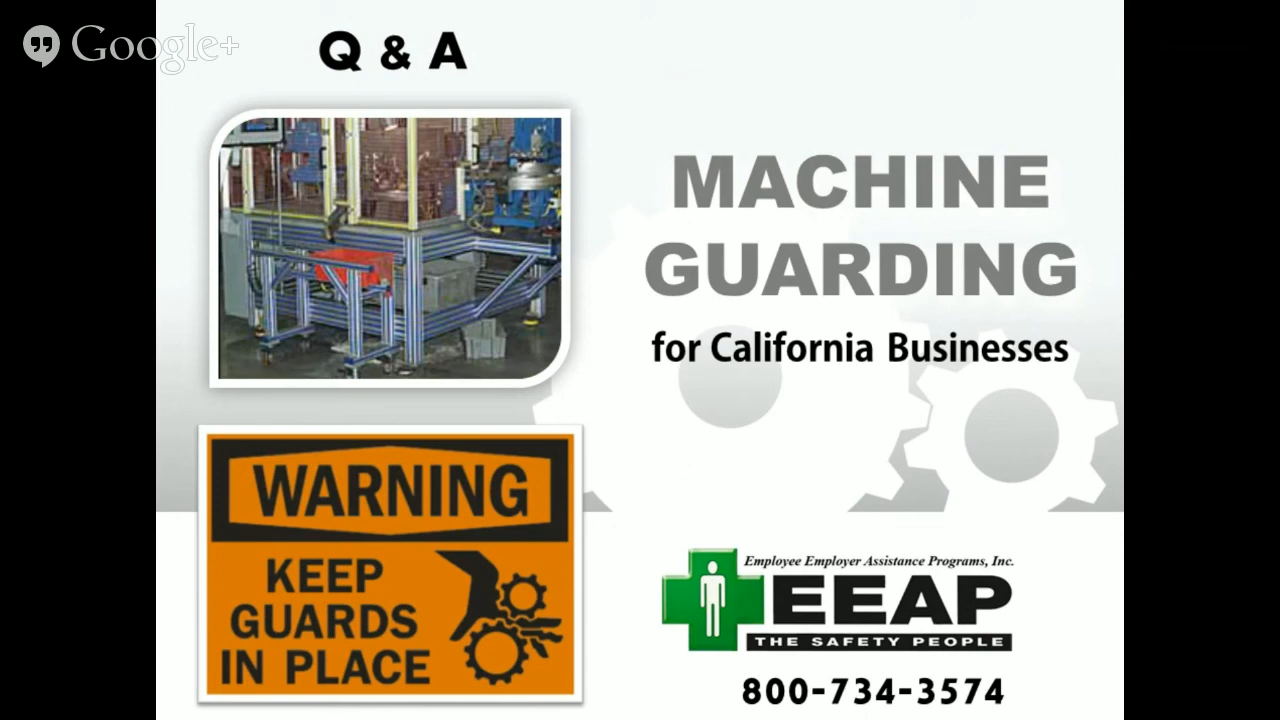 Google+
Q & A
MACHINE
GUARDING
for California Businesses
WARNING
KEEP
GUARDS
IN PLACE
Employee Employer Assistance Programs, Inc.
EEAP
THE SAFETY PEOPLE
800-734-3574